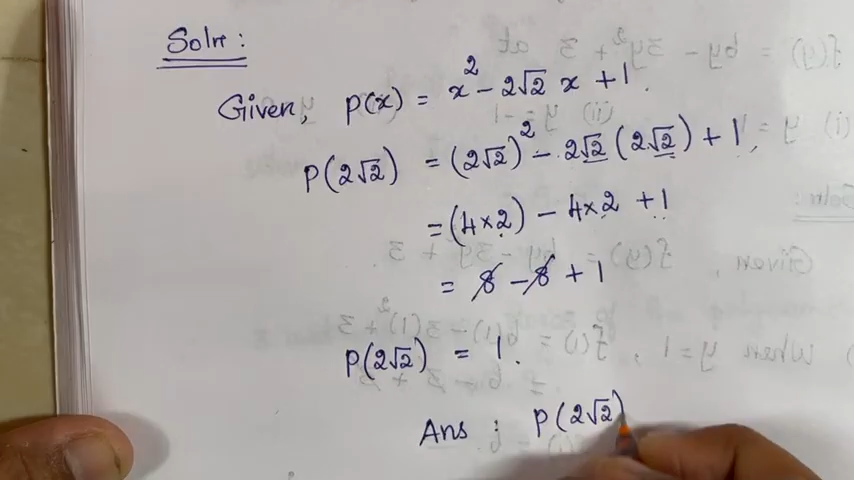 Soln:
Given, p(x) = x² - 2√2 x + 1.
P(2√2) = (2√2)² - 2√2 (2√2) + 1,
= (4×2) - 4×2 + 1
= 8 - 8 + 1
P(2√2) = 1.
Ans : P(2√2)